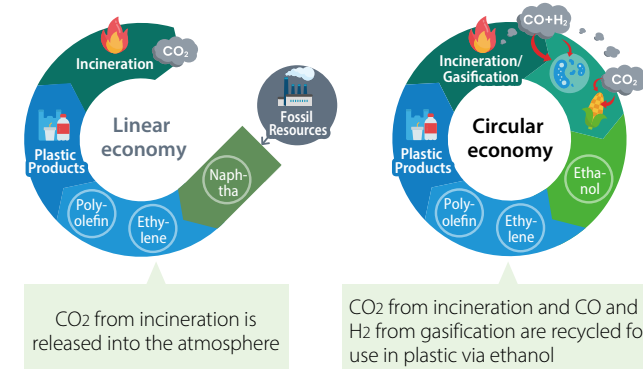 CO2
Incineration
Linear
economy
Fossil
Resources
Plastic
Products
Naph-
tha
Poly-
olefin
Ethy-
lene
CO2 from incineration is
released into the atmosphere
CO+H2
Incineration/
Gasification
CO2
Circular
economy
Plastic
Products
Etha-
nol
Poly-
olefin
Ethy-
lene
CO2 from incineration and CO and
H2 from gasification are recycled fo
use in plastic via ethanol